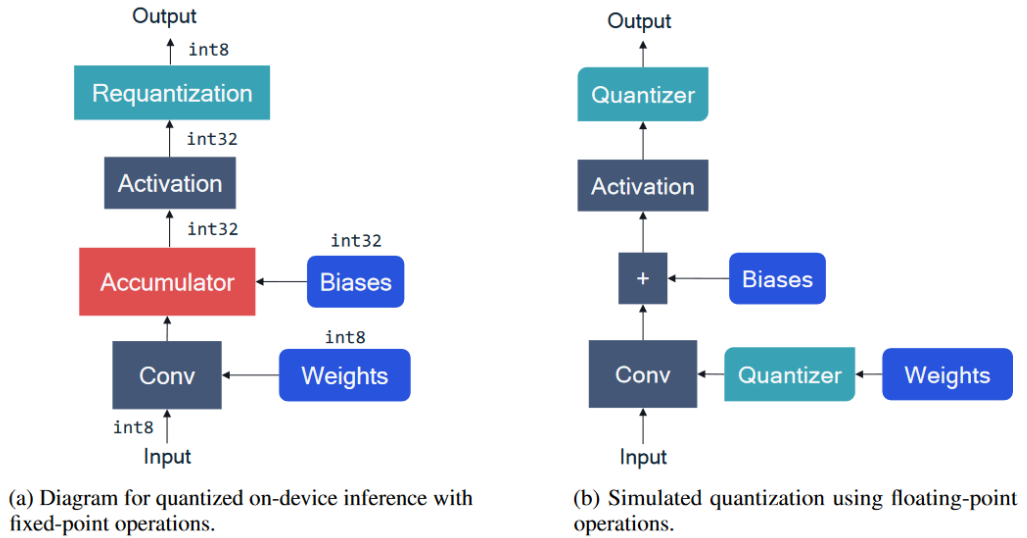 Output
int8
Requantization
int32
Activation
int32
int32
Accumulator
Biases
int8
Conv
Weights
int8
Input
(a) Diagram for quantized on-device inference with
fixed-point operations.
Output
Quantizer
Activation
+
Biases
Conv
Quantizer
Weights
Input
(b) Simulated quantization using floating-point
operations.